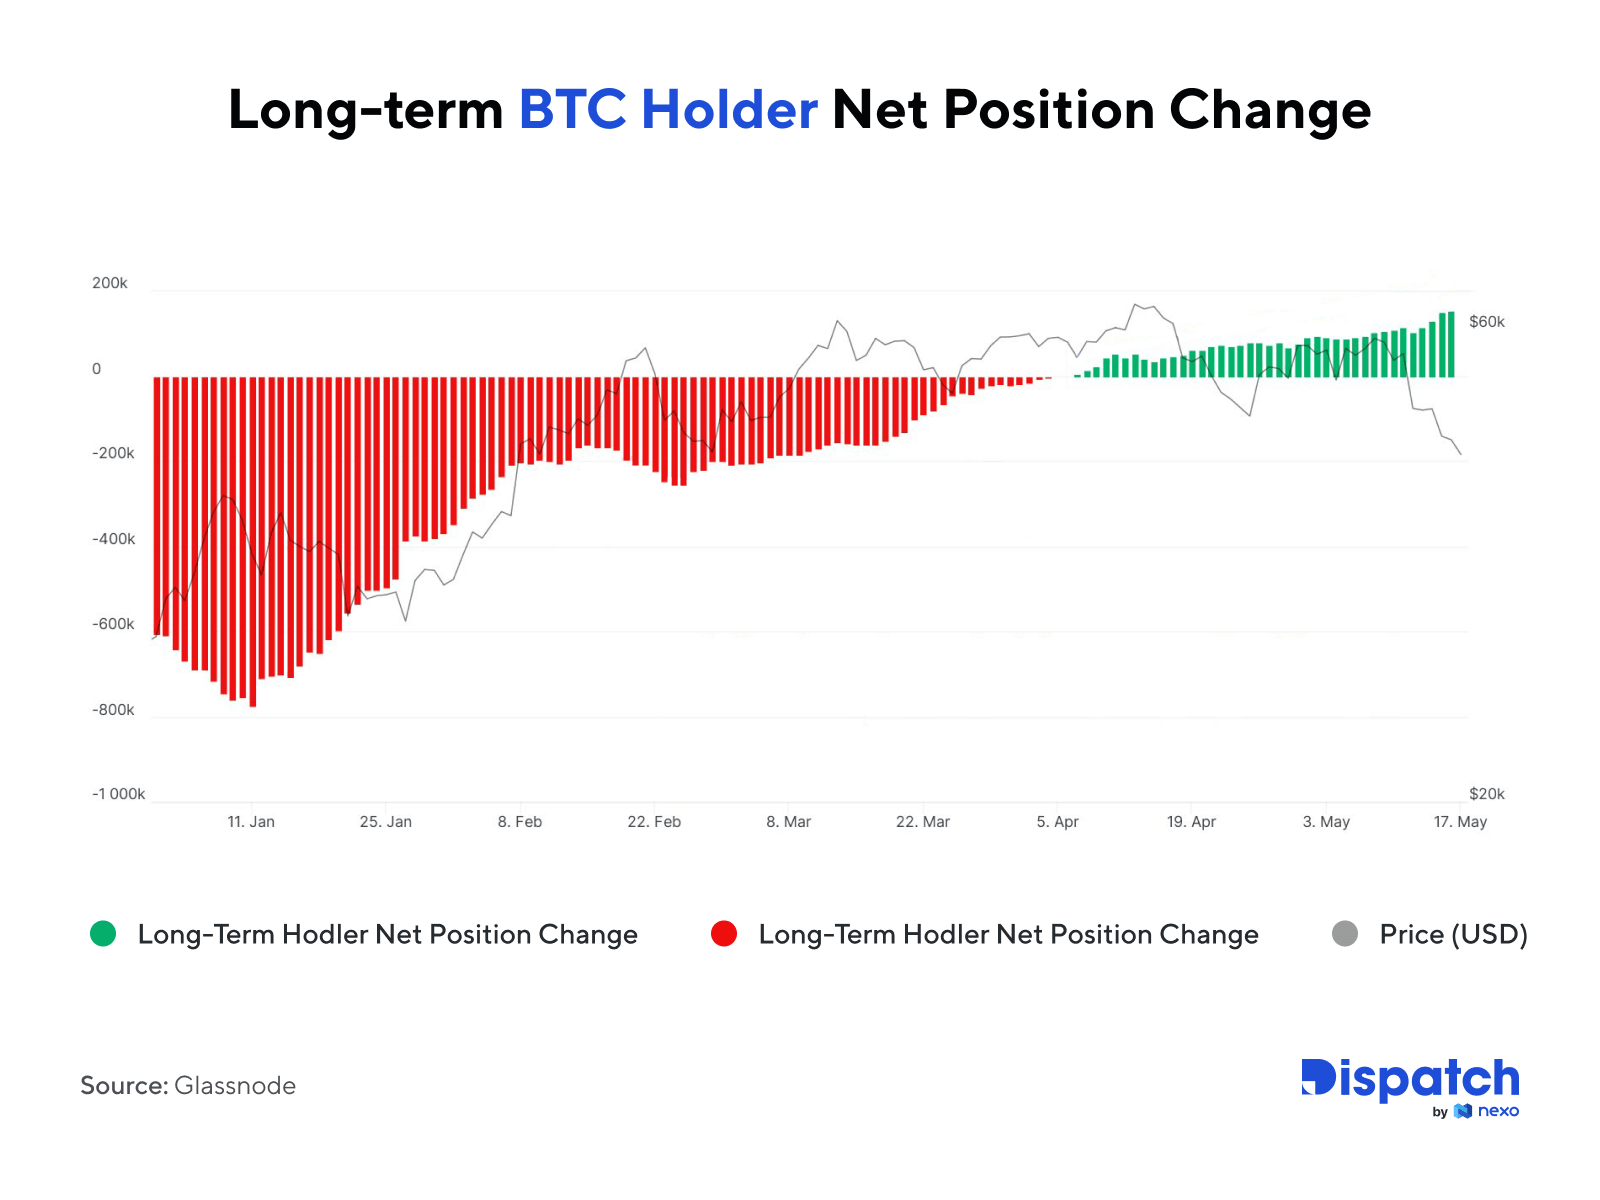 Long-term BTC Holder Net Position Change
200k
$60k
0
-200k
-400k
-600k
-800k
-1 000k
$20k
11. Jan
25. Jan
8. Feb
22. Feb
8. Mar
22. Mar
5. Apr
19. Apr
3. May
17. May
Long-Term Hodler Net Position Change
Long-Term Hodler Net Position Change
Price (USD)
Source: Glassnode
Dispatch
by nexo